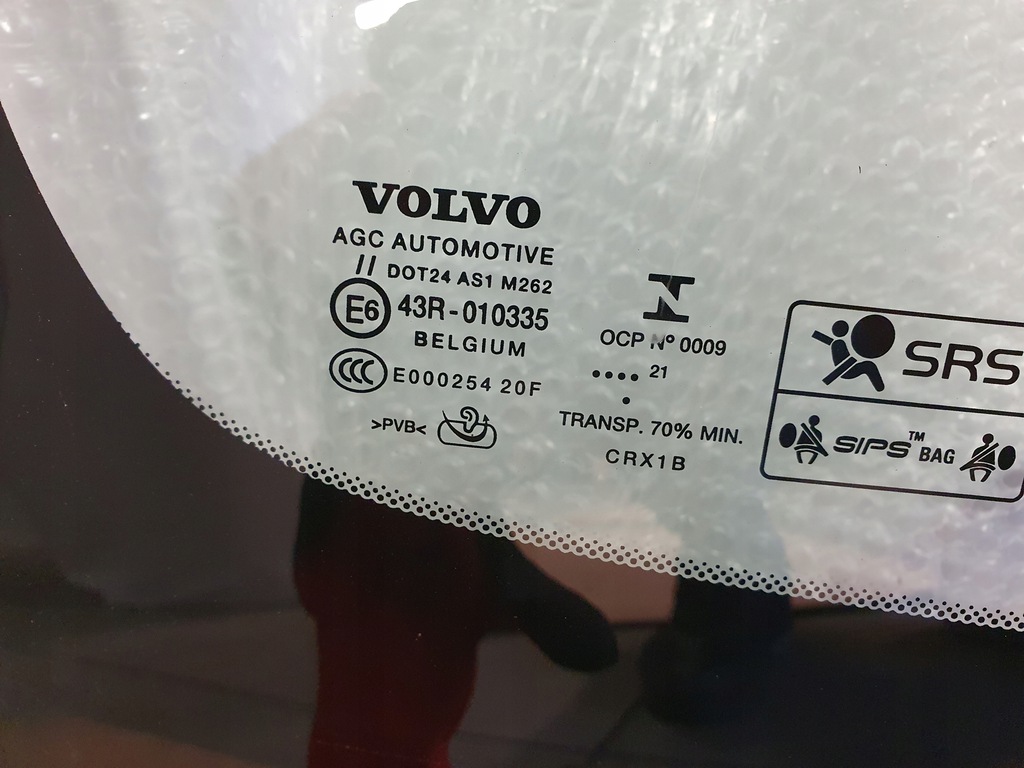 VOLVO
AGC AUTOMOTIVE
// DOT24 AS1 M262
E6 43R-010335
BELGIUM
CCC E000254 20F
>PVB<
OCP Nº 0009
.... 21
.
TRANSP. 70% MIN.
CRX1B
SRS
SIPS™ BAG